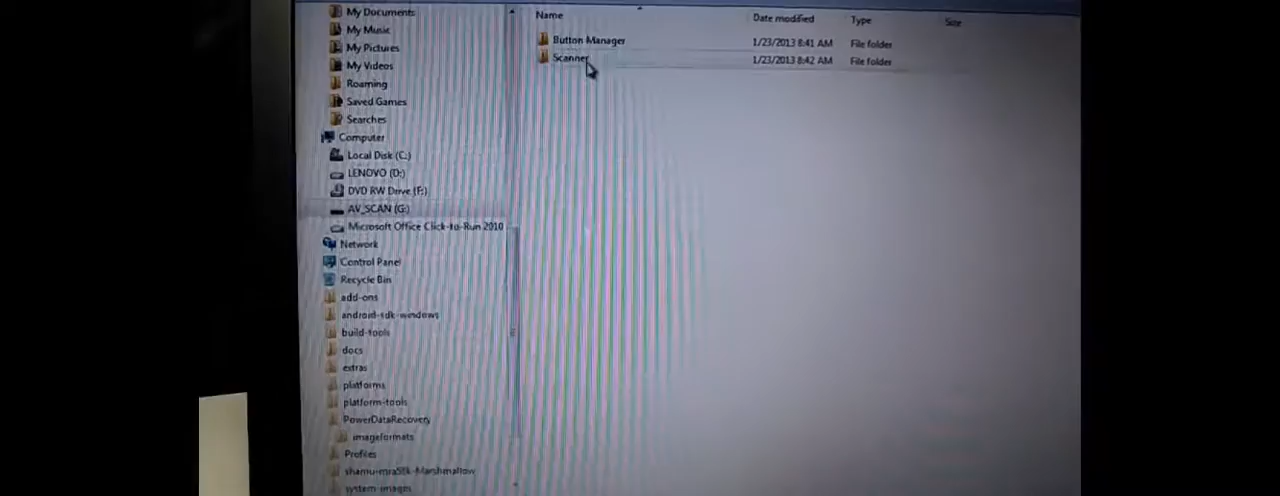 My Documents
My Music
My Pictures
My Videos
Roaming
Saved Games
Searches
Computer
Local Disk (C:)
LENOVO (D:)
DVD RW Drive (F:)
AV_SCAN (G:)
Microsoft Office Click-to-Run 2010
Network
Control Panel
Recycle Bin
add-ons
android-sdk-windows
build-tools
docs
extras
platforms
platform-tools
PowerDataRecovery
imageformats
Profiles
shamu-mra58k-Marshmallow
system-images
Name Date modified Type Size
Button Manager 1/23/2013 8:41 AM File folder
Scanner 1/23/2013 8:42 AM File folder